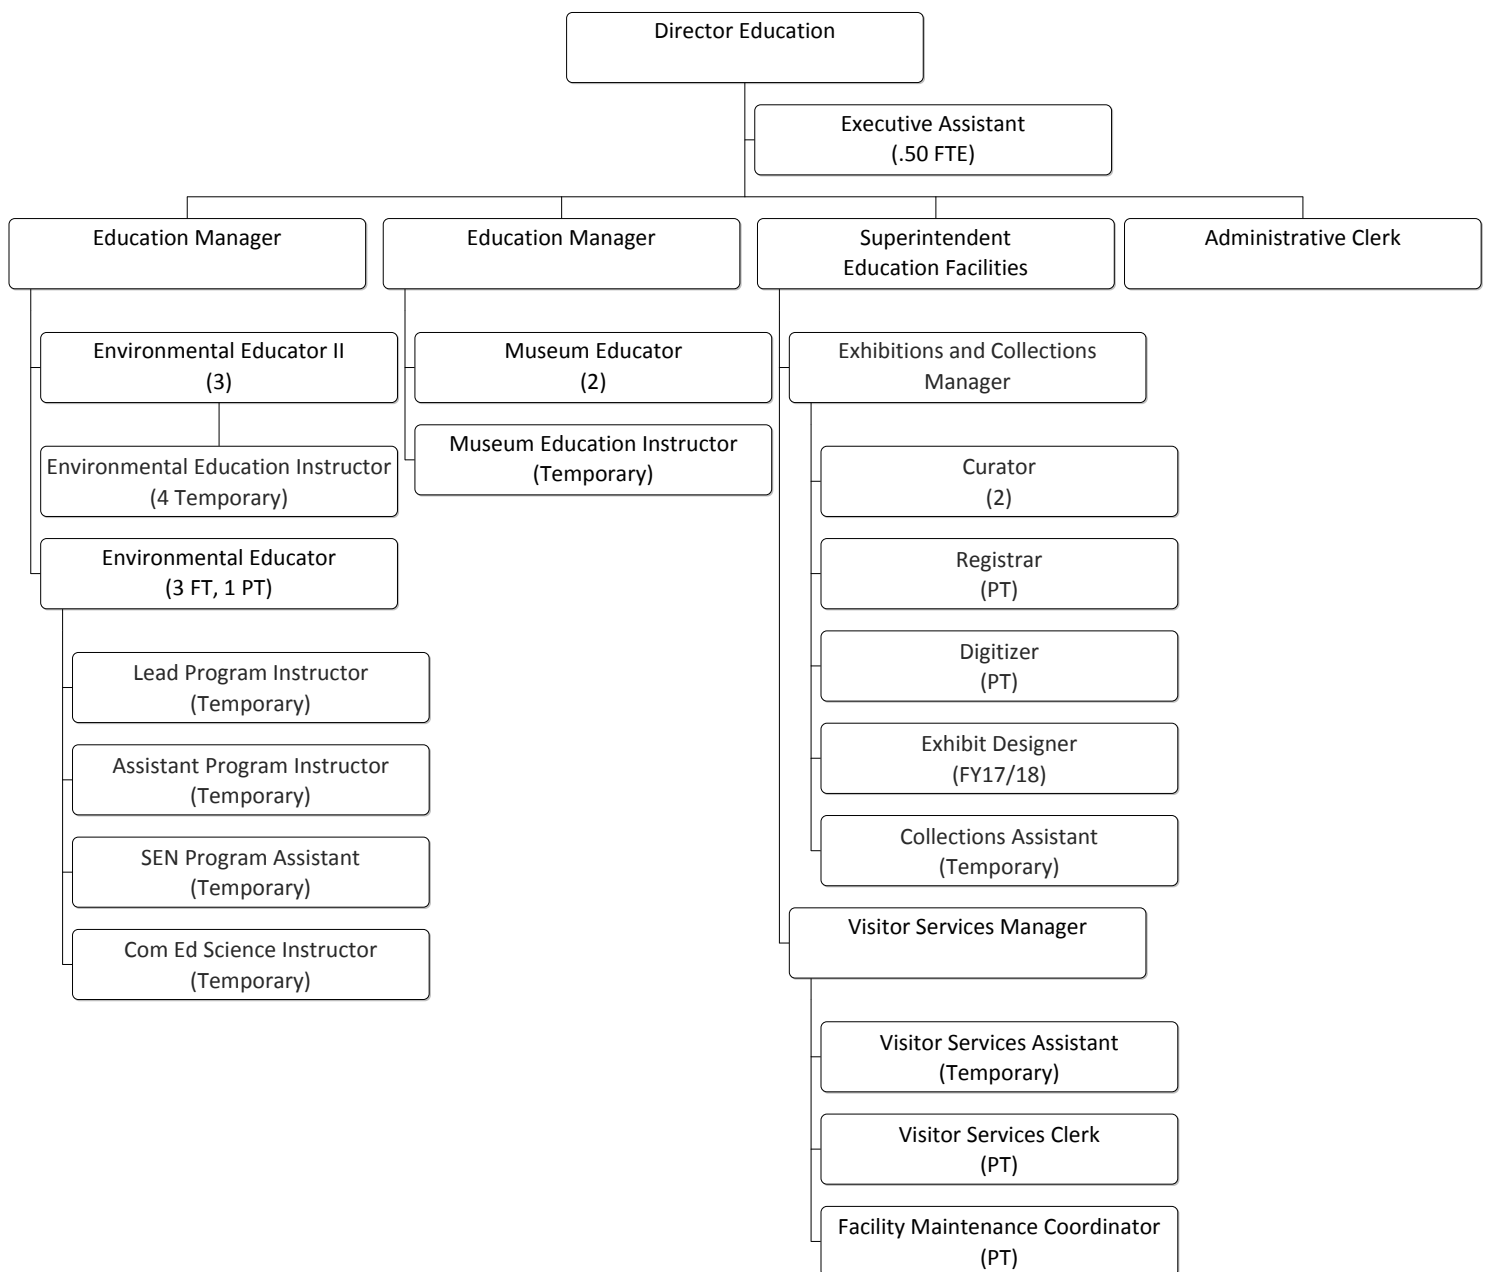 Director Education
Executive Assistant
(.50 FTE)
Education Manager
Education Manager
Superintendent
Education Facilities
Administrative Clerk
Environmental Educator II
(3)
Environmental Education Instructor
(4 Temporary)
Environmental Educator
(3 FT, 1 PT)
Lead Program Instructor
(Temporary)
Assistant Program Instructor
(Temporary)
SEN Program Assistant
(Temporary)
Com Ed Science Instructor
(Temporary)
Museum Educator
(2)
Museum Education Instructor
(Temporary)
Exhibitions and Collections
Manager
Curator
(2)
Registrar
(PT)
Digitizer
(PT)
Exhibit Designer
(FY17/18)
Collections Assistant
(Temporary)
Visitor Services Manager
Visitor Services Assistant
(Temporary)
Visitor Services Clerk
(PT)
Facility Maintenance Coordinator
(PT)